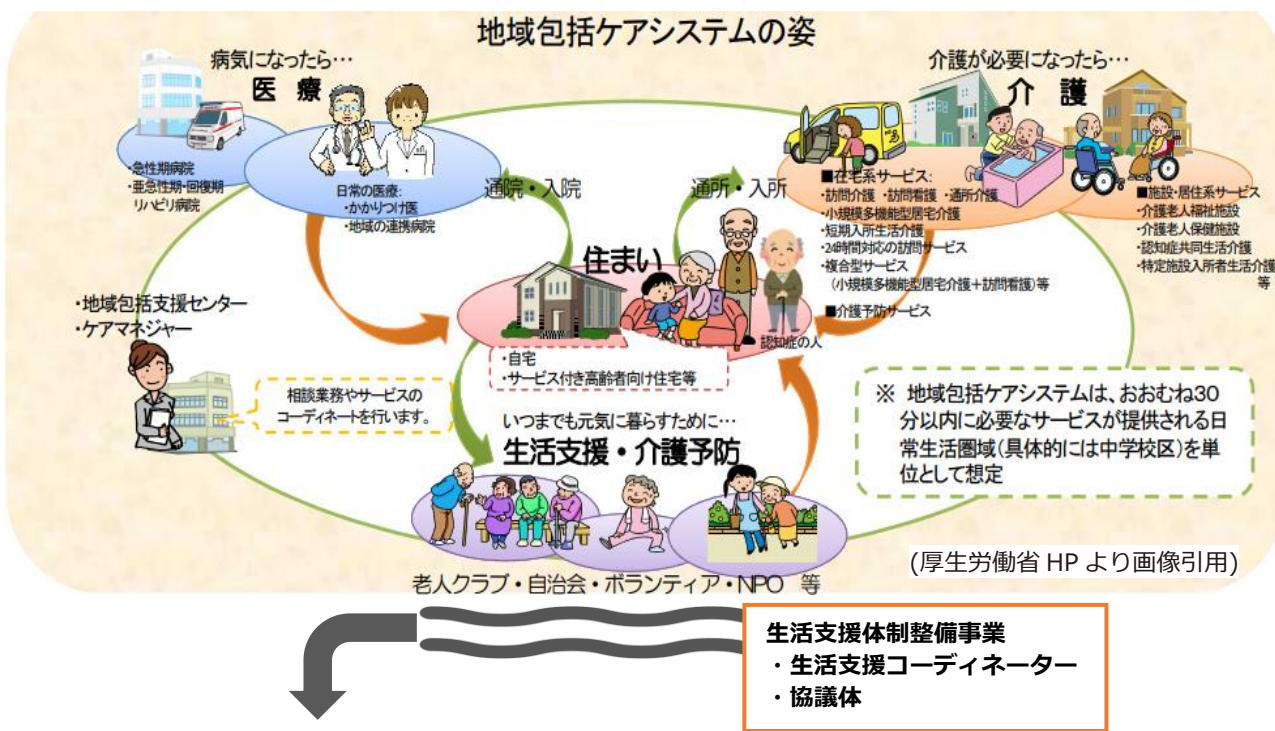 地域包括ケアシステムの姿
病気になったら…
医 療
介護が必要になったら…
介 護
・急性期病院
・亜急性期・回復期
リハビリ病院
日常の医療:
・かかりつけ医
・地域の連携病院
通院・入院
通所・入所
■在宅系サービス:
・訪問介護 ・訪問看護 ・通所介護
・小規模多機能型居宅介護
・短期入所生活介護
・24時間対応の訪問サービス
・複合型サービス
(小規模多機能型居宅介護+訪問看護)等
■介護予防サービス
■施設・居住系サービス
・介護老人福祉施設
・介護老人保健施設
・認知症共同生活介護
・特定施設入所者生活介護
等
住まい
認知症の人
・自宅
・サービス付き高齢者向け住宅等
・地域包括支援センター
・ケアマネジャー
相談業務やサービスの
コーディネートを行います。
いつまでも元気に暮らすために…
生活支援・介護予防
※ 地域包括ケアシステムは、おおむね30
分以内に必要なサービスが提供される日
常生活圏域(具体的には中学校区)を単
位として想定
老人クラブ・自治会・ボランティア・NPO 等
(厚生労働省 HP より画像引用)
生活支援体制整備事業
・生活支援コーディネーター
・協議体